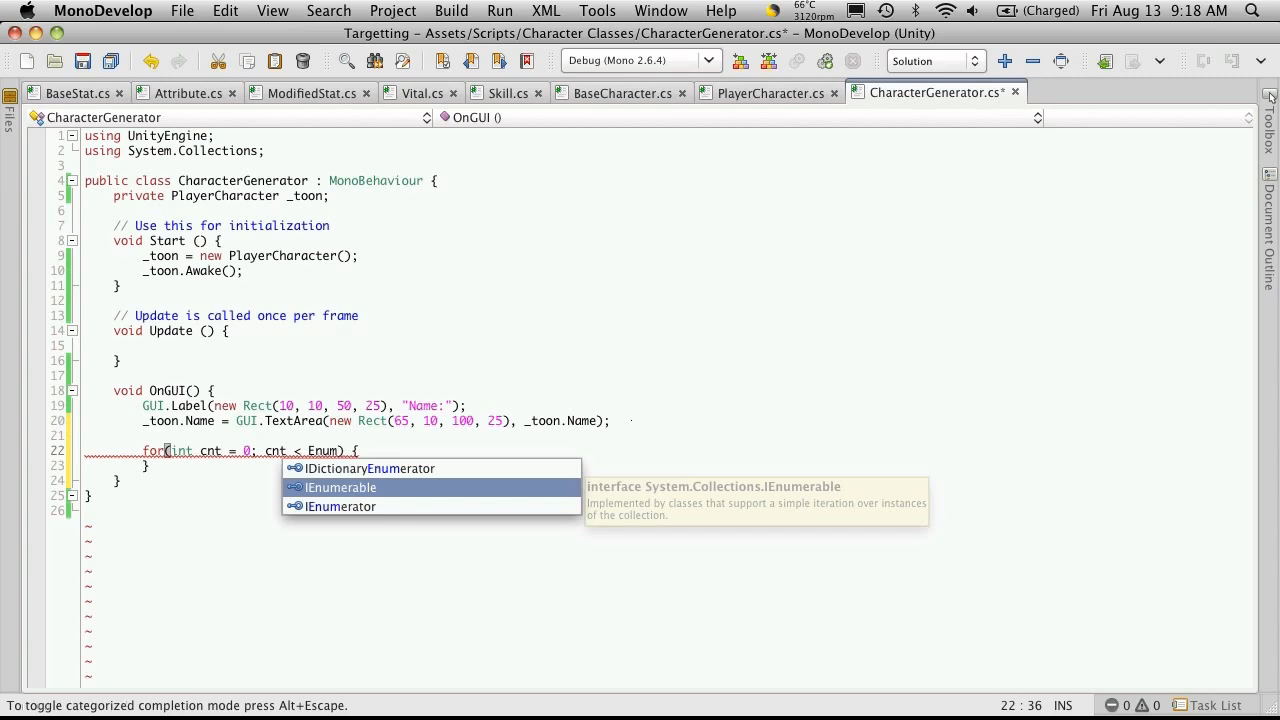 MonoDevelop File Edit View Search Project Build Run XML Tools Window Help 66°C 3120rpm (Charged) Fri Aug 13 9:18 AM
Targetting - Assets/Scripts/Character Classes/CharacterGenerator.cs* - MonoDevelop (Unity)
Debug (Mono 2.6.4) Solution
BaseStat.cs Attribute.cs ModifiedStat.cs Vital.cs Skill.cs BaseCharacter.cs PlayerCharacter.cs CharacterGenerator.cs*
CharacterGenerator OnGUI ()
Files
Toolbox
Document Outline
1 using UnityEngine;
2 using System.Collections;
3
4 public class CharacterGenerator : MonoBehaviour {
5 private PlayerCharacter _toon;
6
7 // Use this for initialization
8 void Start () {
9 _toon = new PlayerCharacter();
10 _toon.Awake();
11 }
12
13 // Update is called once per frame
14 void Update () {
15
16 }
17
18 void OnGUI() {
19 GUI.Label(new Rect(10, 10, 50, 25), "Name:");
20 _toon.Name = GUI.TextArea(new Rect(65, 10, 100, 25), _toon.Name);
21
22 for(int cnt = 0; cnt < Enum) {
23 }
24 }
25 }
26
IDictionaryEnumerator
IEnumerable
IEnumerator
interface System.Collections.IEnumerable
Implemented by classes that support a simple iteration over instances
of the collection.
~
~
~
~
~
~
~
~
~
~
~
To toggle categorized completion mode press Alt+Escape. 22 : 36 INS 0 0 Task List